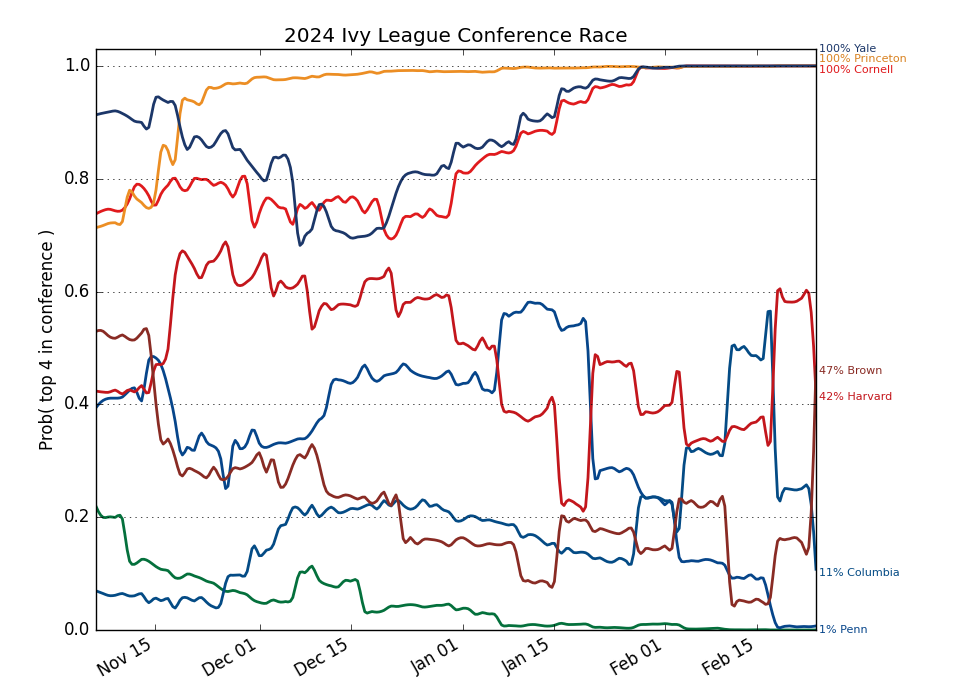 2024 Ivy League Conference Race
Prob( top 4 in conference )
1.0
0.8
0.6
0.4
0.2
0.0
Nov 15
Dec 01
Dec 15
Jan 01
Jan 15
Feb 01
Feb 15
100% Yale
100% Princeton
100% Cornell
47% Brown
42% Harvard
11% Columbia
1% Penn